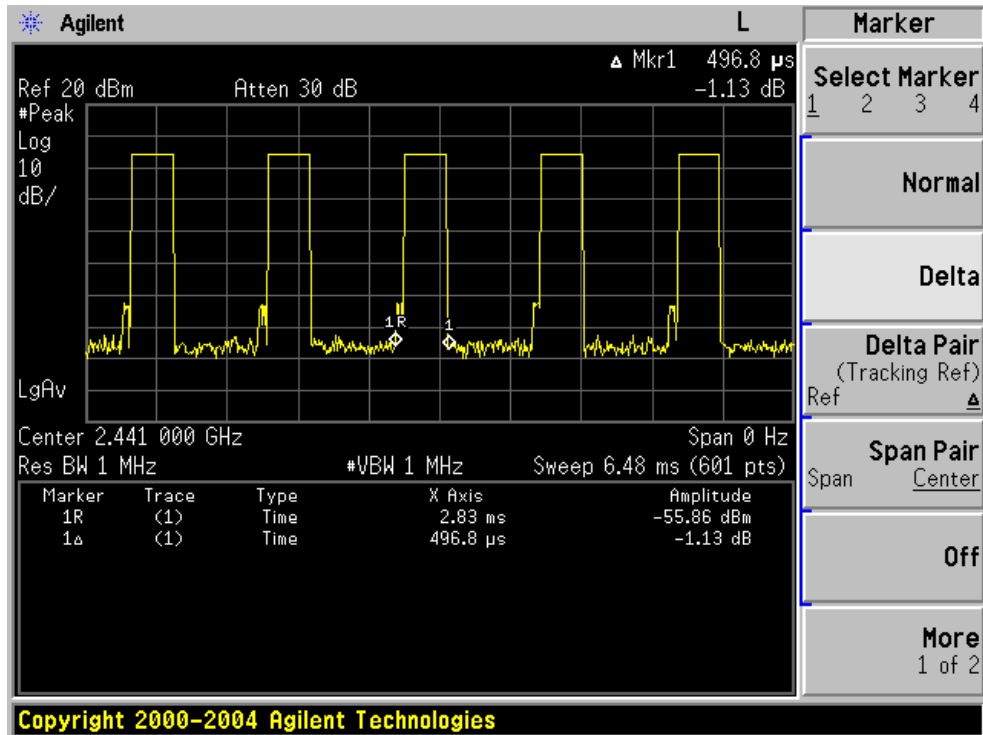 Agilent L
Δ Mkr1 496.8 µs
Ref 20 dBm Atten 30 dB -1.13 dB
#Peak
Log
10
dB/
1R 1
LgAv
Center 2.441 000 GHz Span 0 Hz
Res BW 1 MHz #VBW 1 MHz Sweep 6.48 ms (601 pts)
Marker Trace Type X Axis Amplitude
1R (1) Time 2.83 ms -55.86 dBm
1Δ (1) Time 496.8 µs -1.13 dB
Marker
Select Marker
1 2 3 4
Normal
Delta
Delta Pair
(Tracking Ref)
Ref Δ
Span Pair
Span Center
Off
More
1 of 2
Copyright 2000-2004 Agilent Technologies